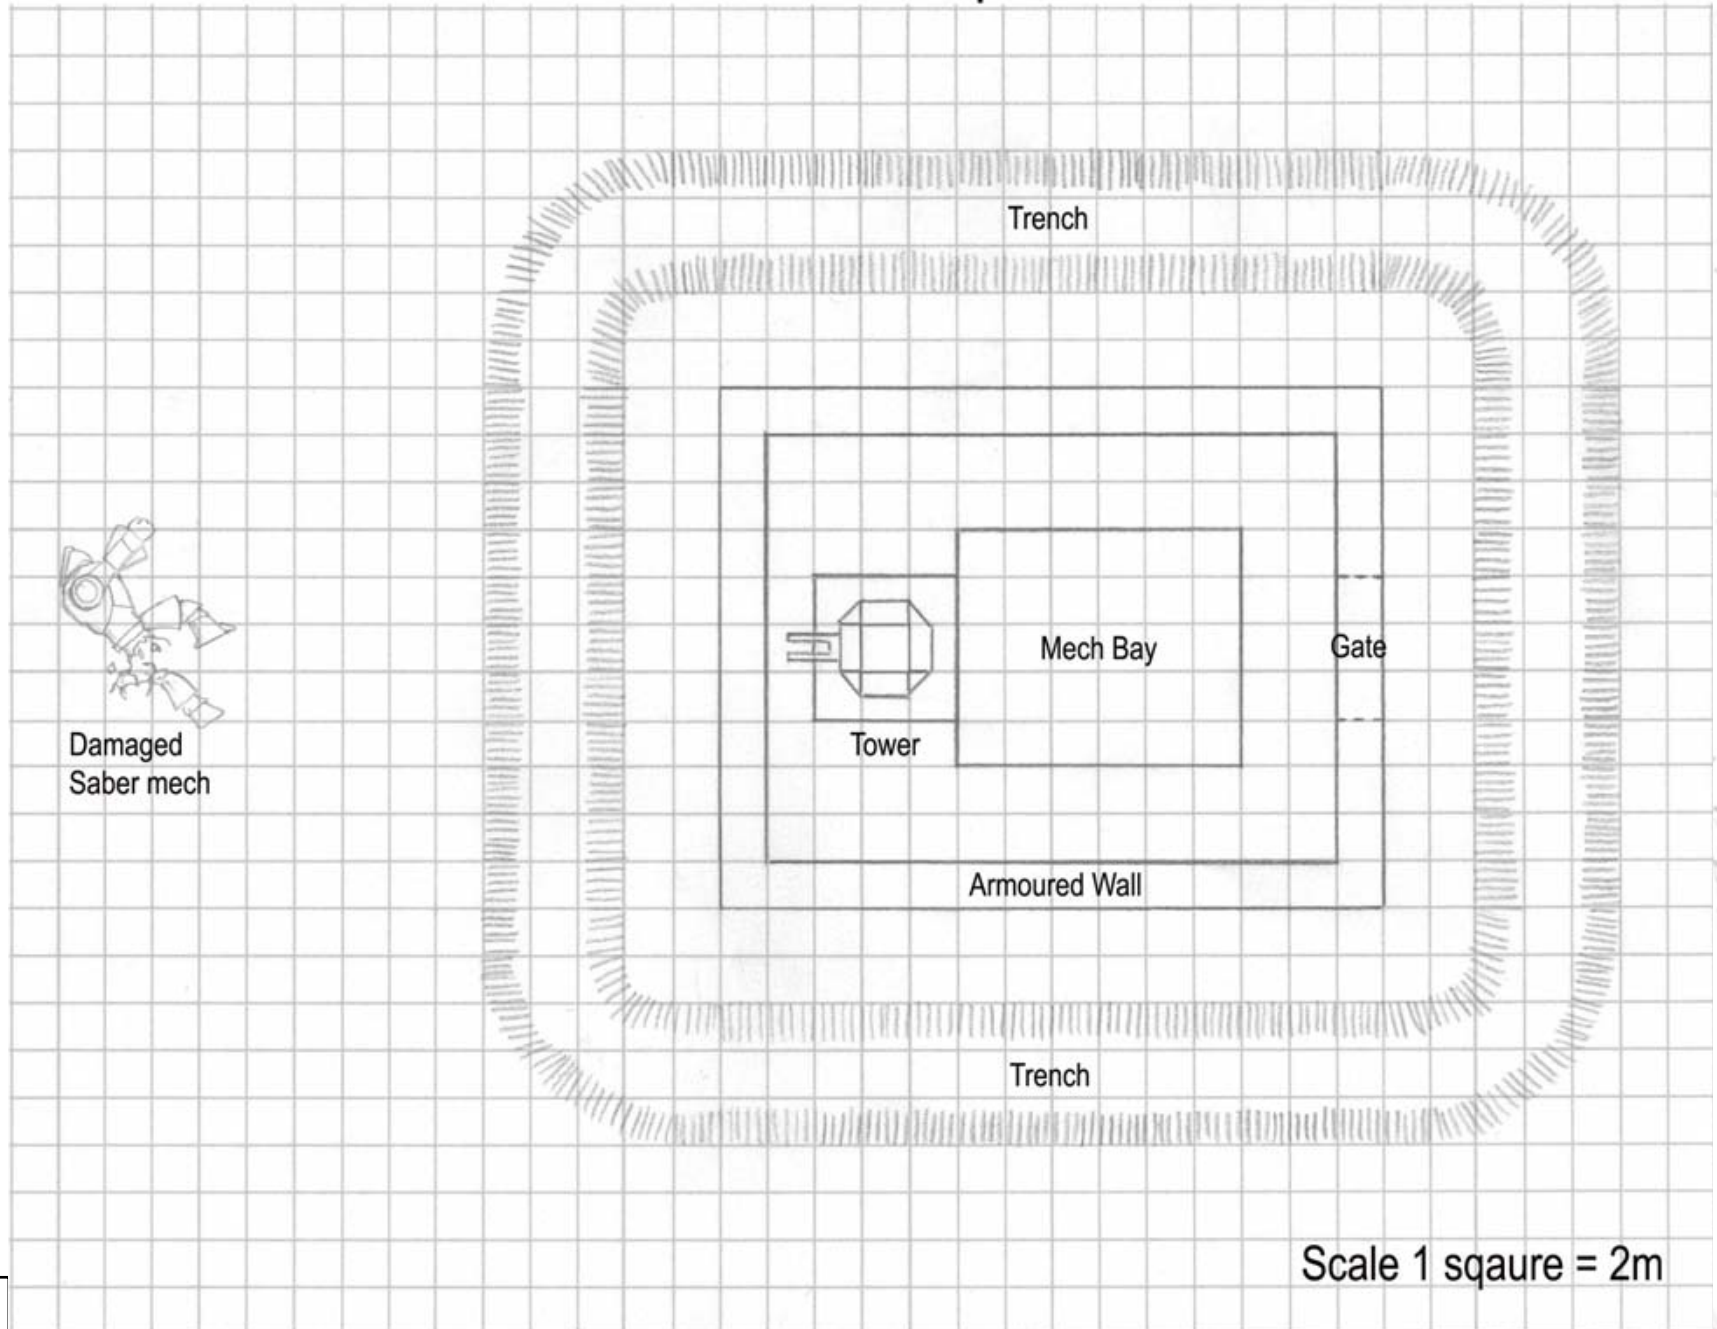 Trench
Mech Bay
Gate
Damaged
Saber mech
Tower
Armoured Wall
Trench
Scale 1 sqaure = 2m